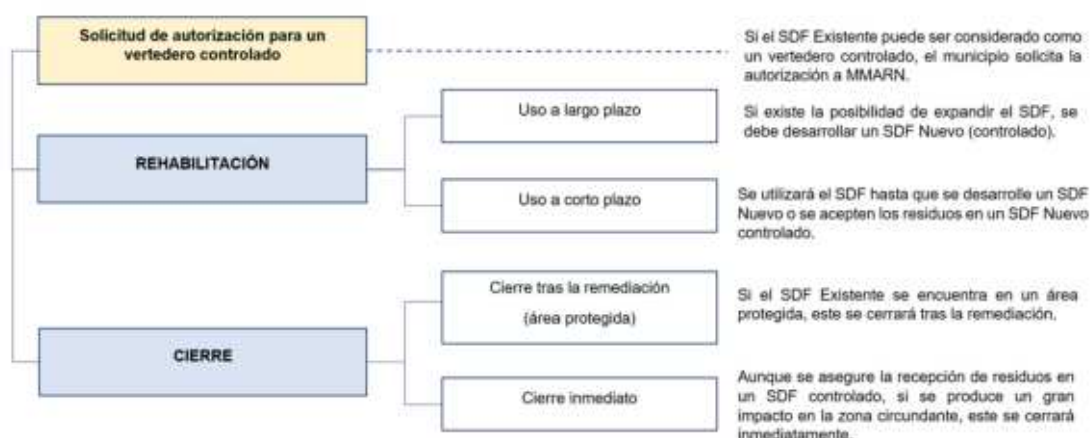 Solicitud de autorización para un
vertedero controlado
Si el SDF Existente puede ser considerado como
un vertedero controlado, el municipio solicita la
autorización a MMARN.
REHABILITACIÓN
Uso a largo plazo
Si existe la posibilidad de expandir el SDF, se
debe desarrollar un SDF Nuevo (controlado).
Uso a corto plazo
Se utilizará el SDF hasta que se desarrolle un SDF
Nuevo o se acepten los residuos en un SDF Nuevo
controlado.
CIERRE
Cierre tras la remediación
(área protegida)
Si el SDF Existente se encuentra en un área
protegida, este se cerrará tras la remediación.
Cierre inmediato
Aunque se asegure la recepción de residuos en
un SDF controlado, si se produce un gran
impacto en la zona circundante, este se cerrará
inmediatamente.